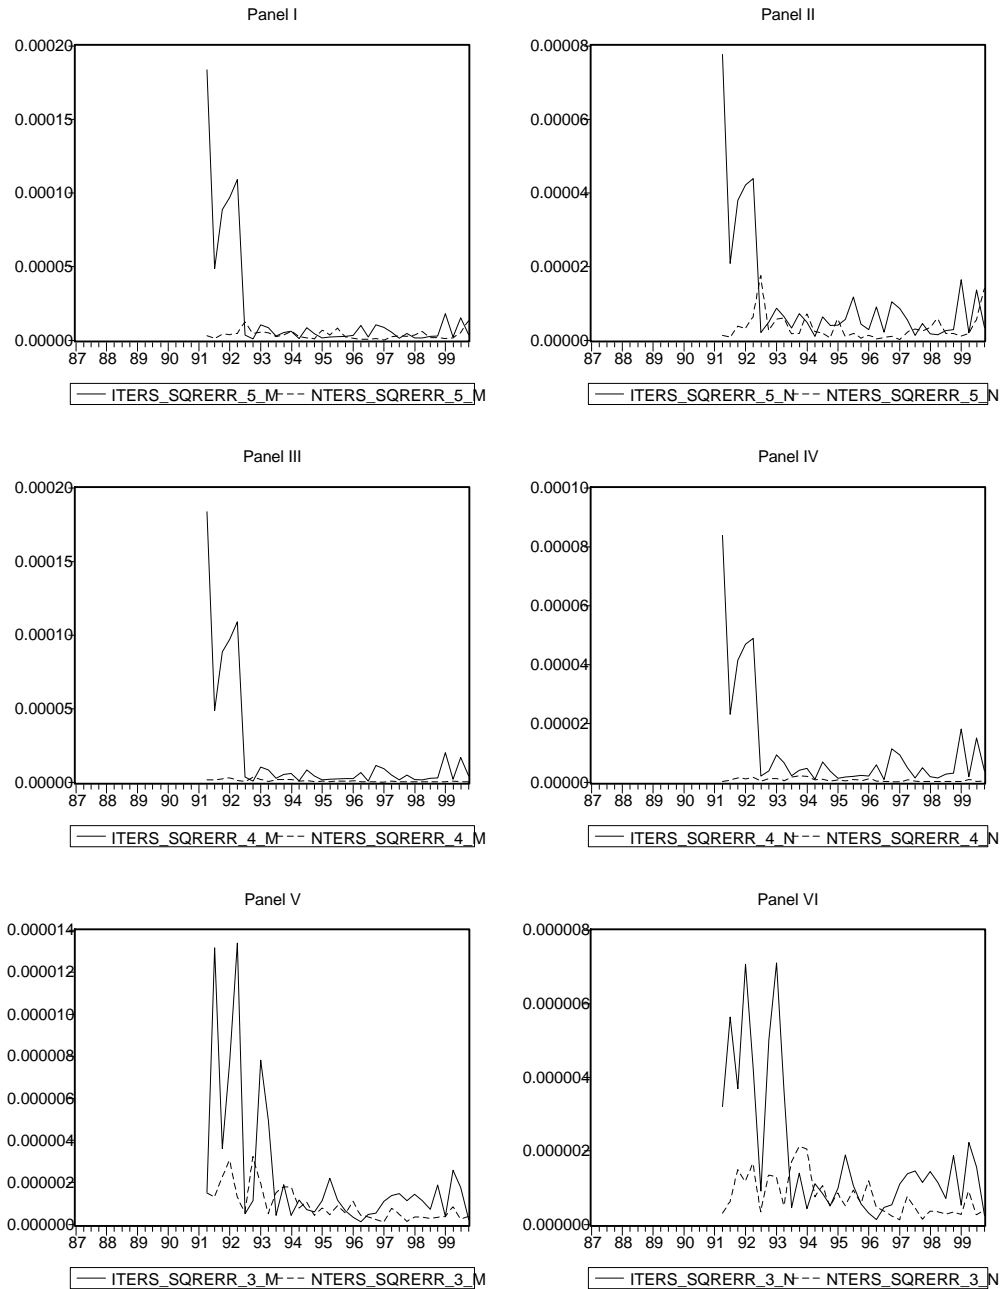 Panel I
0.00020
0.00015
0.00010
0.00005
0.00000
87 88 89 90 91 92 93 94 95 96 97 98 99
ITERS_SQRERR_5_M NTERS_SQRERR_5_M
Panel II
0.00008
0.00006
0.00004
0.00002
0.00000
87 88 89 90 91 92 93 94 95 96 97 98 99
ITERS_SQRERR_5_N NTERS_SQRERR_5_N
Panel III
0.00020
0.00015
0.00010
0.00005
0.00000
87 88 89 90 91 92 93 94 95 96 97 98 99
ITERS_SQRERR_4_M NTERS_SQRERR_4_M
Panel IV
0.00010
0.00008
0.00006
0.00004
0.00002
0.00000
87 88 89 90 91 92 93 94 95 96 97 98 99
ITERS_SQRERR_4_N NTERS_SQRERR_4_N
Panel V
0.000014
0.000012
0.000010
0.000008
0.000006
0.000004
0.000002
0.000000
87 88 89 90 91 92 93 94 95 96 97 98 99
ITERS_SQRERR_3_M NTERS_SQRERR_3_M
Panel VI
0.000008
0.000006
0.000004
0.000002
0.000000
87 88 89 90 91 92 93 94 95 96 97 98 99
ITERS_SQRERR_3_N NTERS_SQRERR_3_N